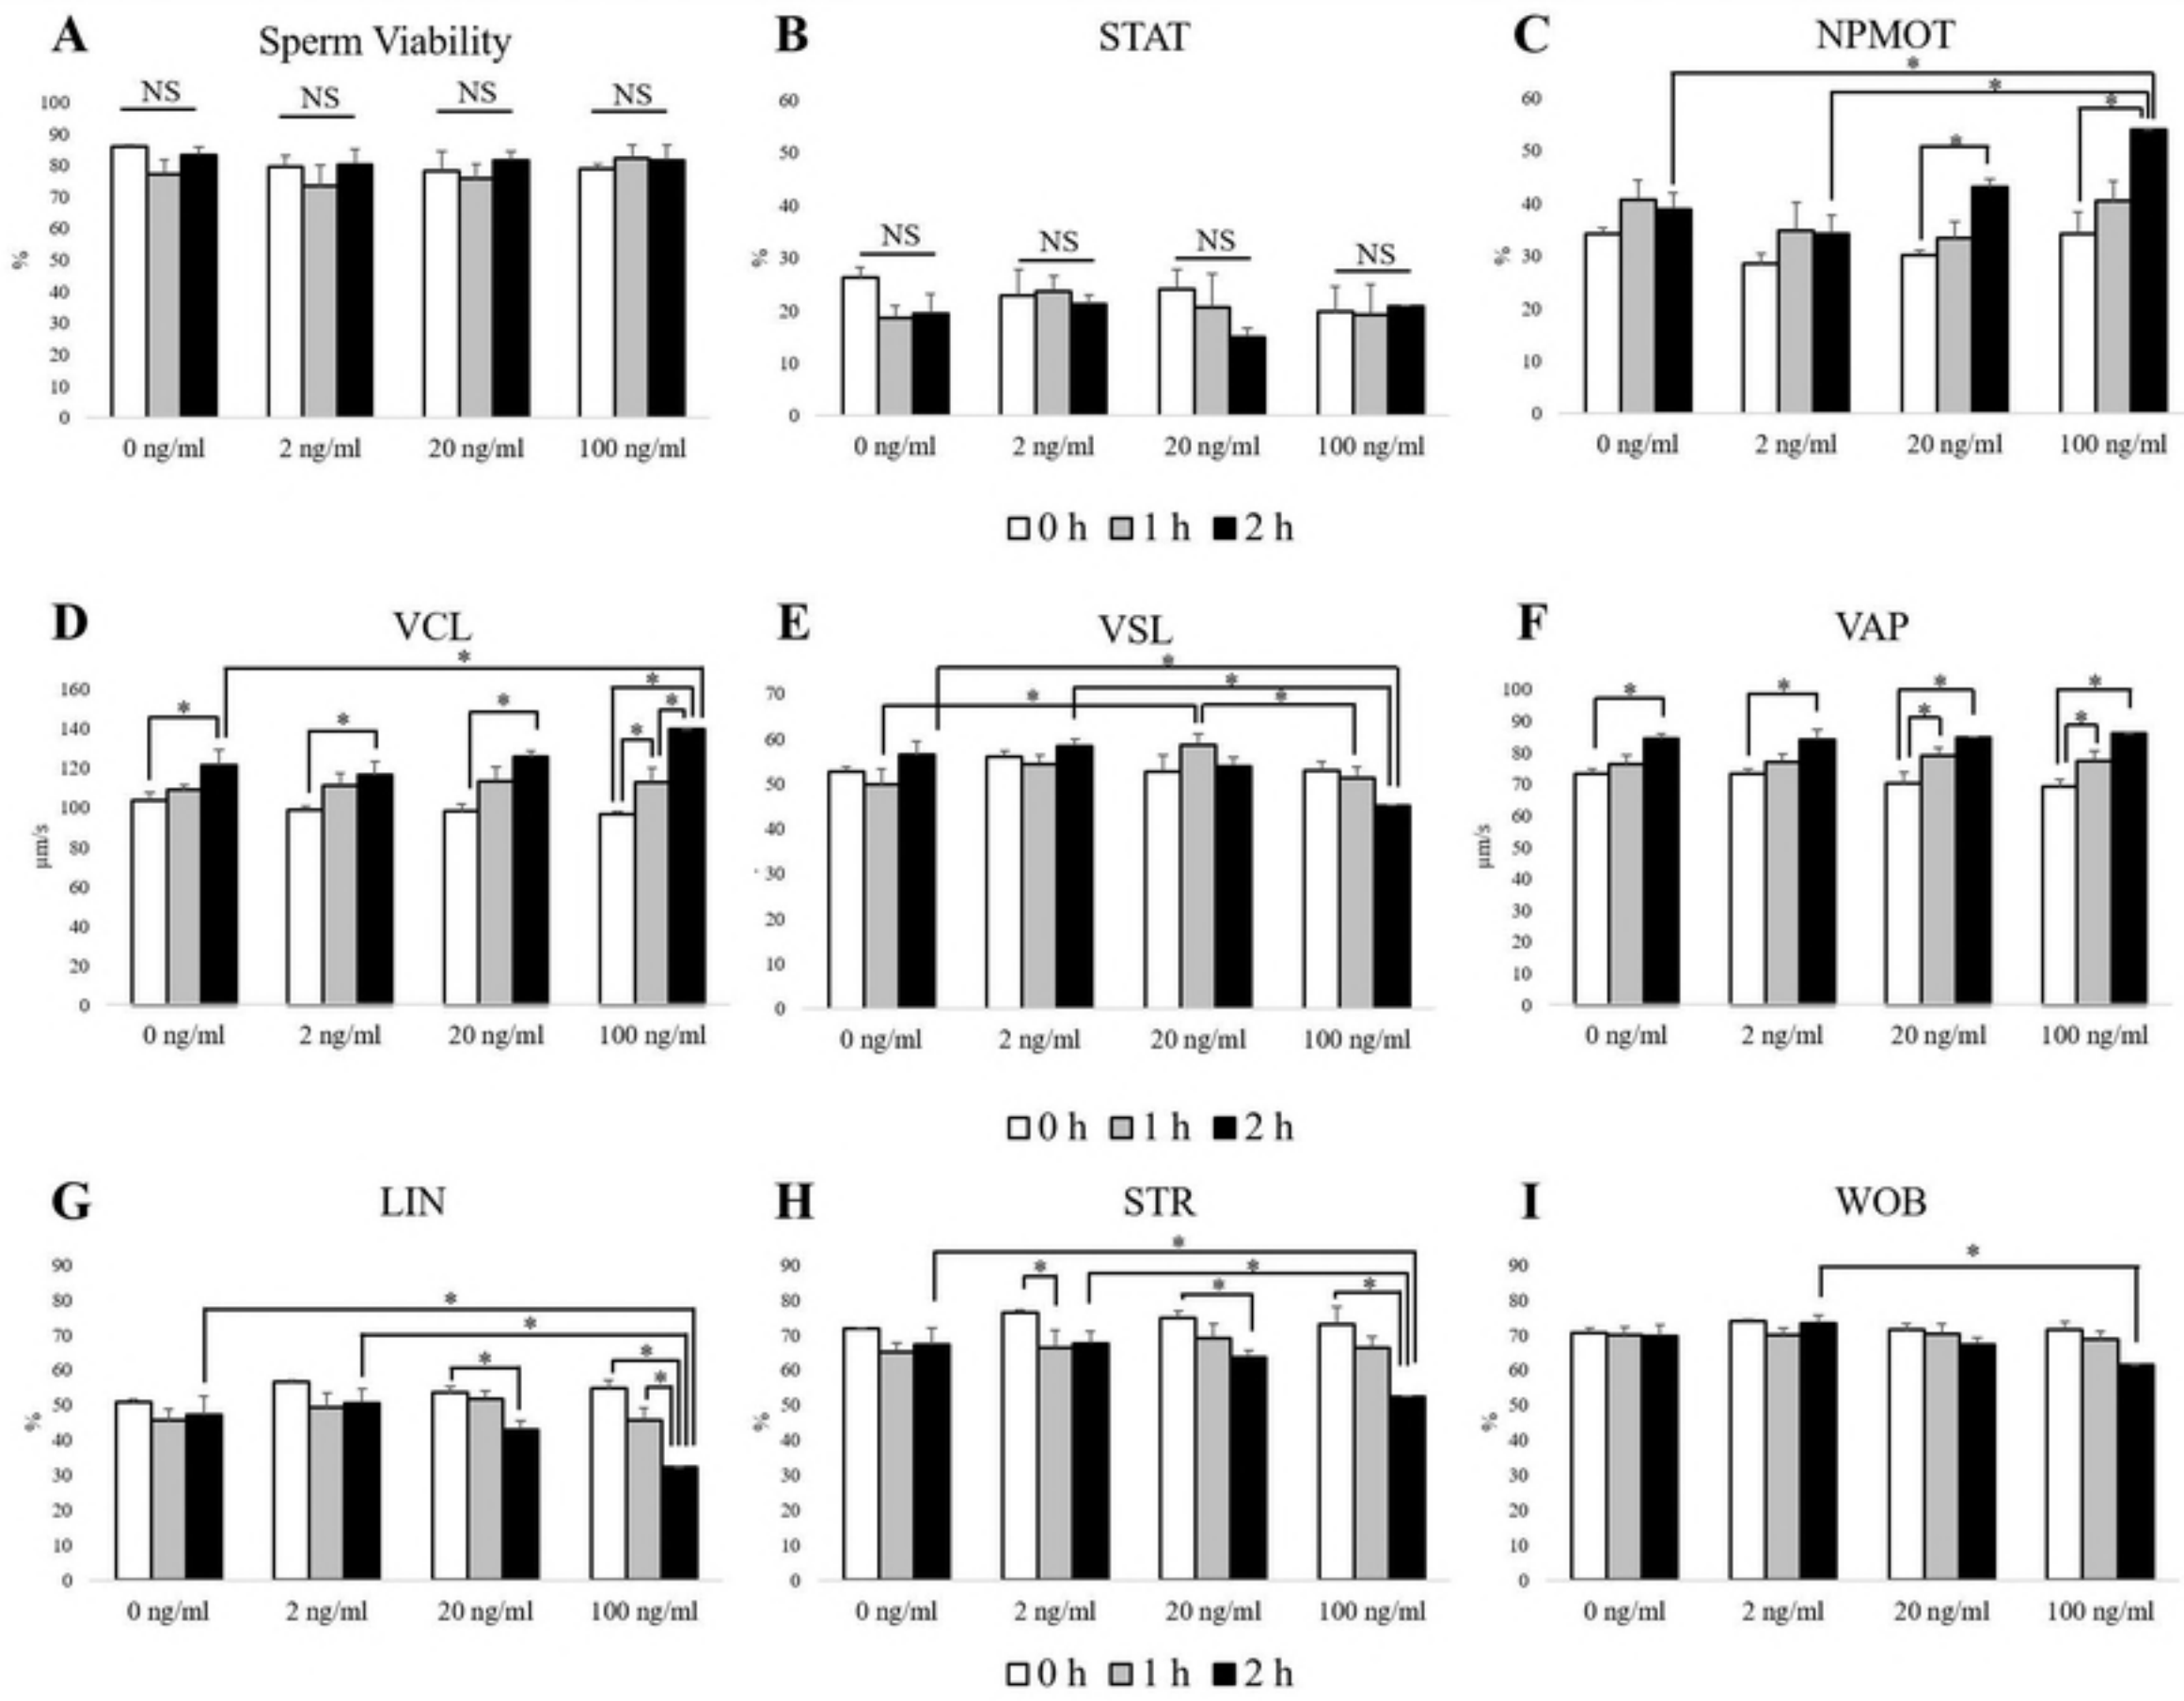 A Sperm Viability
NS NS NS NS
100
90
80
70
60
50
40
30
20
10
0
%
0 ng/ml 2 ng/ml 20 ng/ml 100 ng/ml
B STAT
60
50
40
30
20
10
0
%
NS NS NS NS
0 ng/ml 2 ng/ml 20 ng/ml 100 ng/ml
C NPMOT
* * * *
60
50
40
30
20
10
0
%
0 ng/ml 2 ng/ml 20 ng/ml 100 ng/ml
0 h 1 h 2 h
D VCL
* * * * * * *
160
140
120
100
80
60
40
20
0
µm/s
0 ng/ml 2 ng/ml 20 ng/ml 100 ng/ml
E VSL
* * * *
70
60
50
40
30
20
10
0
0 ng/ml 2 ng/ml 20 ng/ml 100 ng/ml
F VAP
* * * * * *
100
90
80
70
60
50
40
30
20
10
0
µm/s
0 ng/ml 2 ng/ml 20 ng/ml 100 ng/ml
0 h 1 h 2 h
G LIN
* * * * *
90
80
70
60
50
40
30
20
10
0
%
0 ng/ml 2 ng/ml 20 ng/ml 100 ng/ml
H STR
* * * * *
90
80
70
60
50
40
30
20
10
0
%
0 ng/ml 2 ng/ml 20 ng/ml 100 ng/ml
I WOB
*
90
80
70
60
50
40
30
20
10
0
%
0 ng/ml 2 ng/ml 20 ng/ml 100 ng/ml
0 h 1 h 2 h